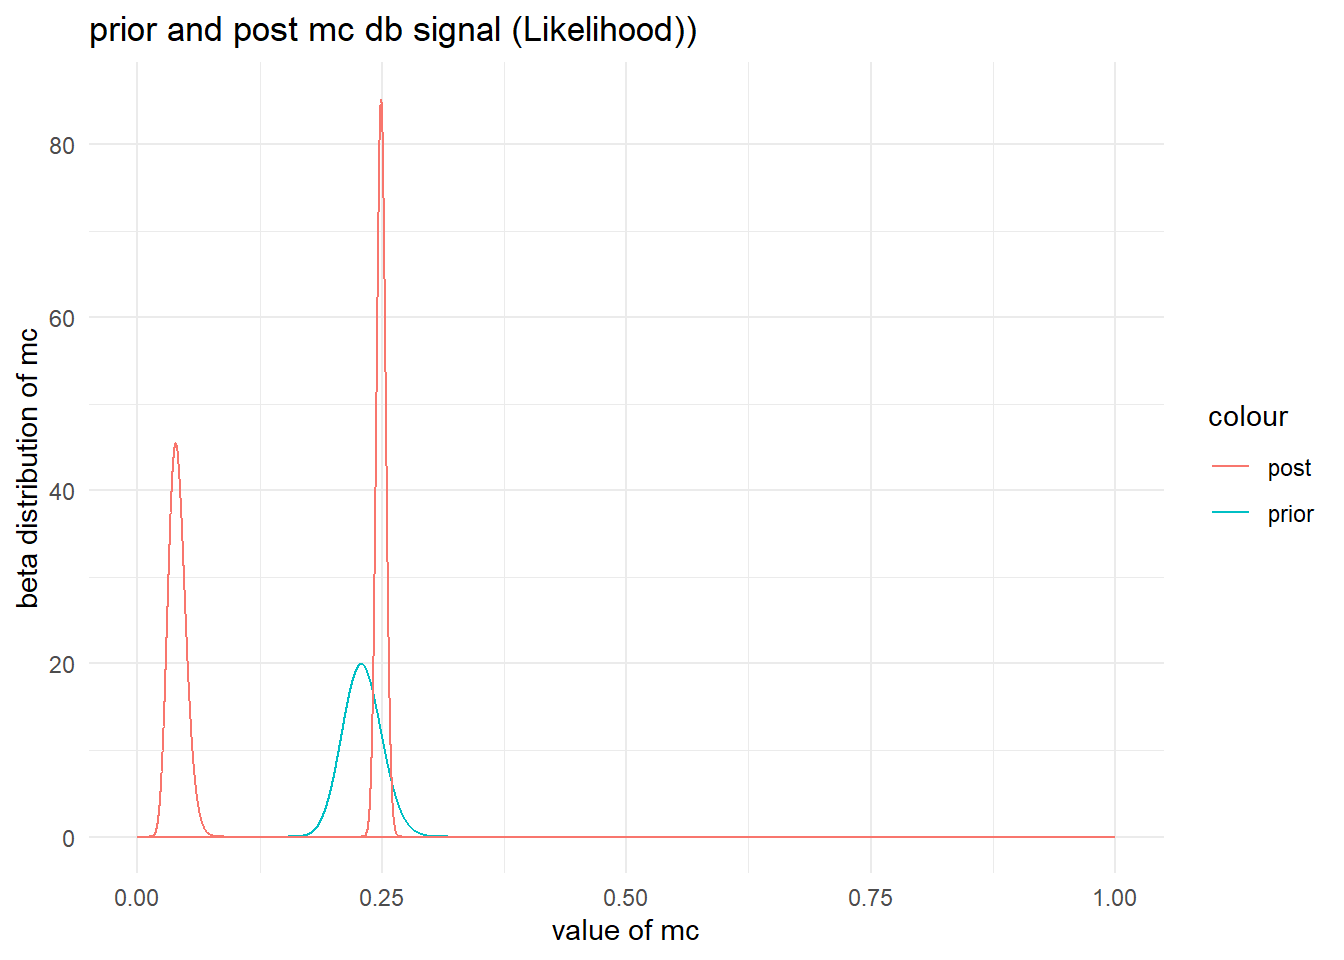 prior and post mc db signal (Likelihood))
beta distribution of mc
80
60
40
20
0
0.00
0.25
0.50
0.75
1.00
value of mc
colour
post
prior